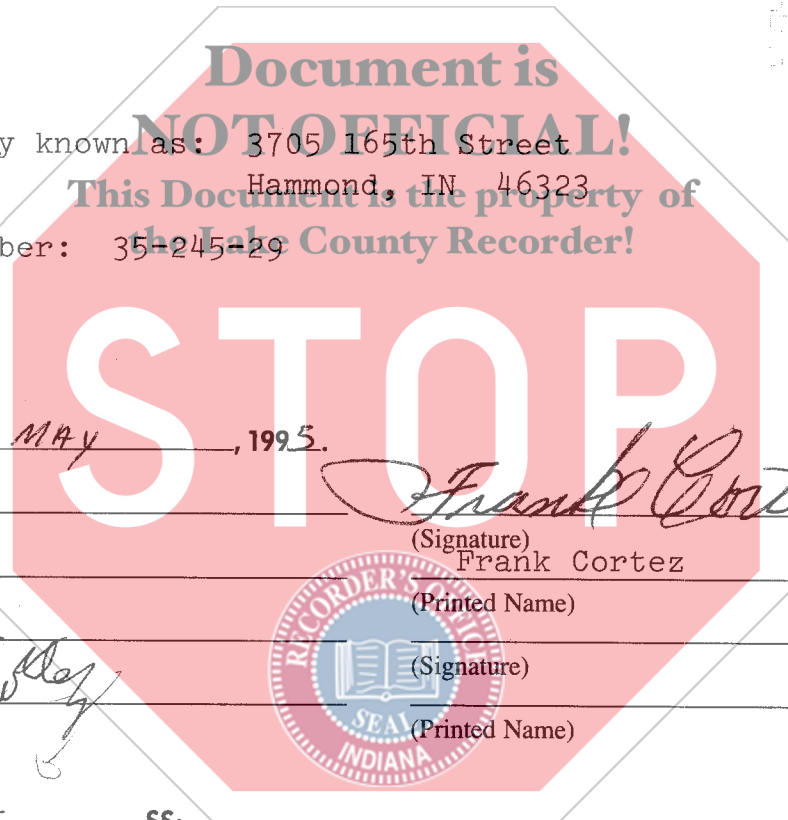 Document is
NOT OFFICIAL!
y known as: 3705 165th Street
This Document is the property of
Hammond, IN 46323
the Lake County Recorder!
ber: 35-245-29
STOP
MAY , 1995.
Frank Cort
(Signature)
Frank Cortez
(Printed Name)
(Signature)
(Printed Name)
RECORDER'S OFFICE
SEAL
INDIANA
ss.